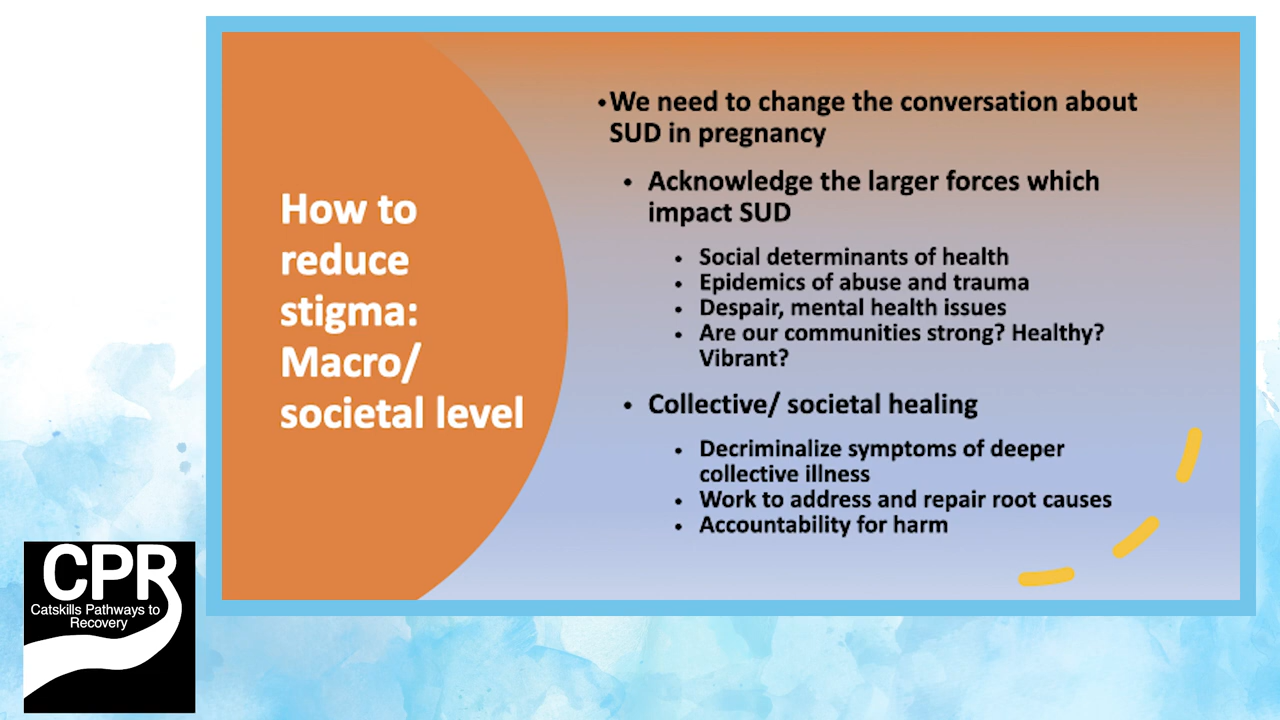 How to
reduce
stigma:
Macro/
societal level
•We need to change the conversation about
SUD in pregnancy
• Acknowledge the larger forces which
impact SUD
• Social determinants of health
• Epidemics of abuse and trauma
• Despair, mental health issues
• Are our communities strong? Healthy?
Vibrant?
• Collective/ societal healing
• Decriminalize symptoms of deeper
collective illness
• Work to address and repair root causes
• Accountability for harm
CPR
Catskills Pathways to
Recovery